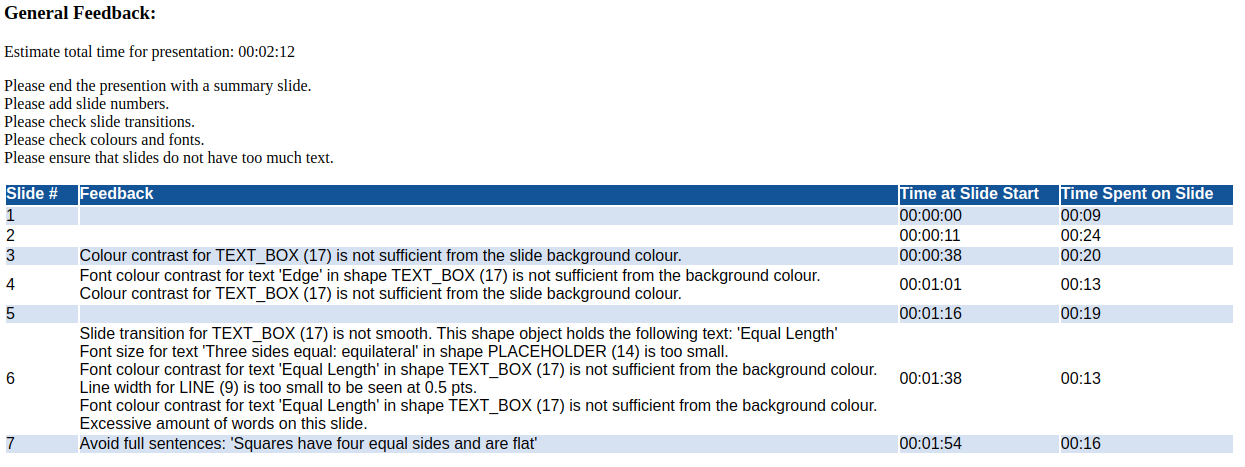 General Feedback:
Estimate total time for presentation: 00:02:12
Please end the presention with a summary slide.
Please add slide numbers.
Please check slide transitions.
Please check colours and fonts.
Please ensure that slides do not have too much text.
Slide # Feedback Time at Slide Start Time Spent on Slide
1 00:00:00 00:09
2 00:00:11 00:24
3 Colour contrast for TEXT_BOX (17) is not sufficient from the slide background colour. 00:00:38 00:20
4 Font colour contrast for text 'Edge' in shape TEXT_BOX (17) is not sufficient from the background colour.
Colour contrast for TEXT_BOX (17) is not sufficient from the slide background colour. 00:01:01 00:13
5 00:01:16 00:19
6 Slide transition for TEXT_BOX (17) is not smooth. This shape object holds the following text: 'Equal Length'
Font size for text 'Three sides equal: equilateral' in shape PLACEHOLDER (14) is too small.
Font colour contrast for text 'Equal Length' in shape TEXT_BOX (17) is not sufficient from the background colour.
Line width for LINE (9) is too small to be seen at 0.5 pts.
Font colour contrast for text 'Equal Length' in shape TEXT_BOX (17) is not sufficient from the background colour.
Excessive amount of words on this slide. 00:01:38 00:13
7 Avoid full sentences: 'Squares have four equal sides and are flat' 00:01:54 00:16